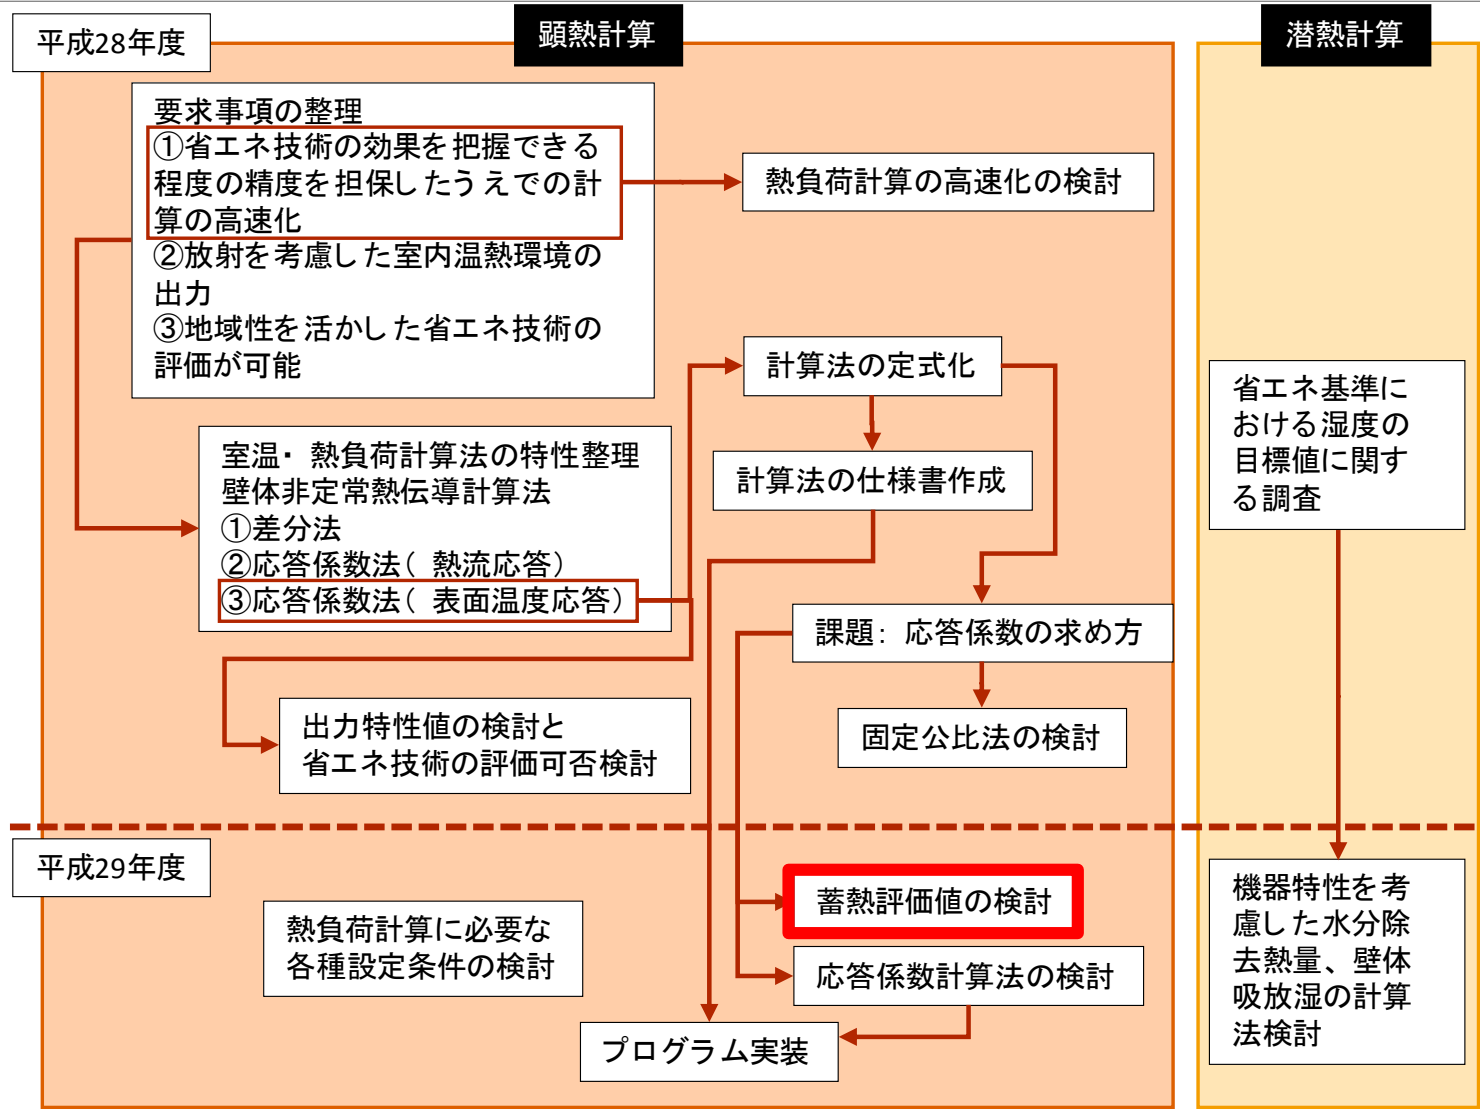 平成28年度
顕熱計算
潜熱計算
要求事項の整理
①省エネ技術の効果を把握できる
程度の精度を担保したうえでの計
算の高速化
②放射を考慮した室内温熱環境の
出力
③地域性を活かした省エネ技術の
評価が可能
熱負荷計算の高速化の検討
室温・ 熱負荷計算法の特性整理
壁体非定常熱伝導計算法
①差分法
②応答係数法( 熱流応答)
③応答係数法( 表面温度応答)
計算法の定式化
計算法の仕様書作成
課題: 応答係数の求め方
固定公比法の検討
出力特性値の検討と
省エネ技術の評価可否検討
省エネ基準に
おける湿度の
目標値に関す
る調査
平成29年度
熱負荷計算に必要な
各種設定条件の検討
蓄熱評価値の検討
応答係数計算法の検討
プログラム実装
機器特性を考
慮した水分除
去熱量、壁体
吸放湿の計算
法検討